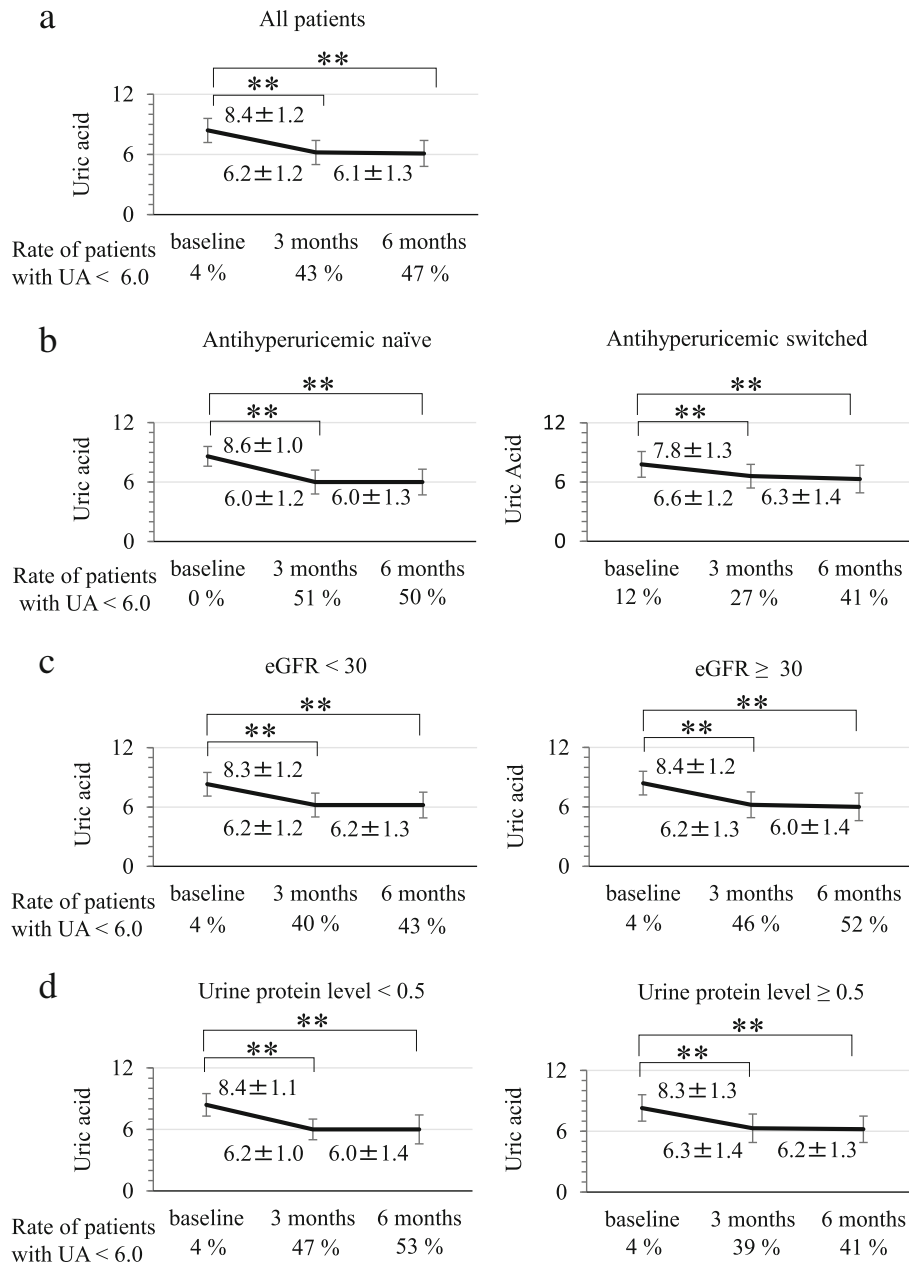 a
All patients
**
**
12
8.4±1.2
Uric acid
6
6.2±1.2 6.1±1.3
0
baseline 3 months 6 months
Rate of patients
with UA < 6.0 4 % 43 % 47 %
b
Antihyperuricemic naïve
**
**
12
8.6±1.0
Uric acid
6
6.0±1.2 6.0±1.3
0
baseline 3 months 6 months
Rate of patients
with UA < 6.0 0 % 51 % 50 %
Antihyperuricemic switched
**
**
12
7.8±1.3
Uric Acid
6
6.6±1.2 6.3±1.4
0
baseline 3 months 6 months
12 % 27 % 41 %
c
eGFR < 30
**
**
12
8.3±1.2
Uric acid
6
6.2±1.2 6.2±1.3
0
baseline 3 months 6 months
Rate of patients
with UA < 6.0 4 % 40 % 43 %
eGFR ≥ 30
**
**
12
8.4±1.2
Uric acid
6
6.2±1.3 6.0±1.4
0
baseline 3 months 6 months
4 % 46 % 52 %
d
Urine protein level < 0.5
**
**
12
8.4±1.1
Uric acid
6
6.2±1.0 6.0±1.4
0
baseline 3 months 6 months
Rate of patients
with UA < 6.0 4 % 47 % 53 %
Urine protein level ≥ 0.5
**
**
12
8.3±1.3
Uric acid
6
6.3±1.4 6.2±1.3
0
baseline 3 months 6 months
4 % 39 % 41 %